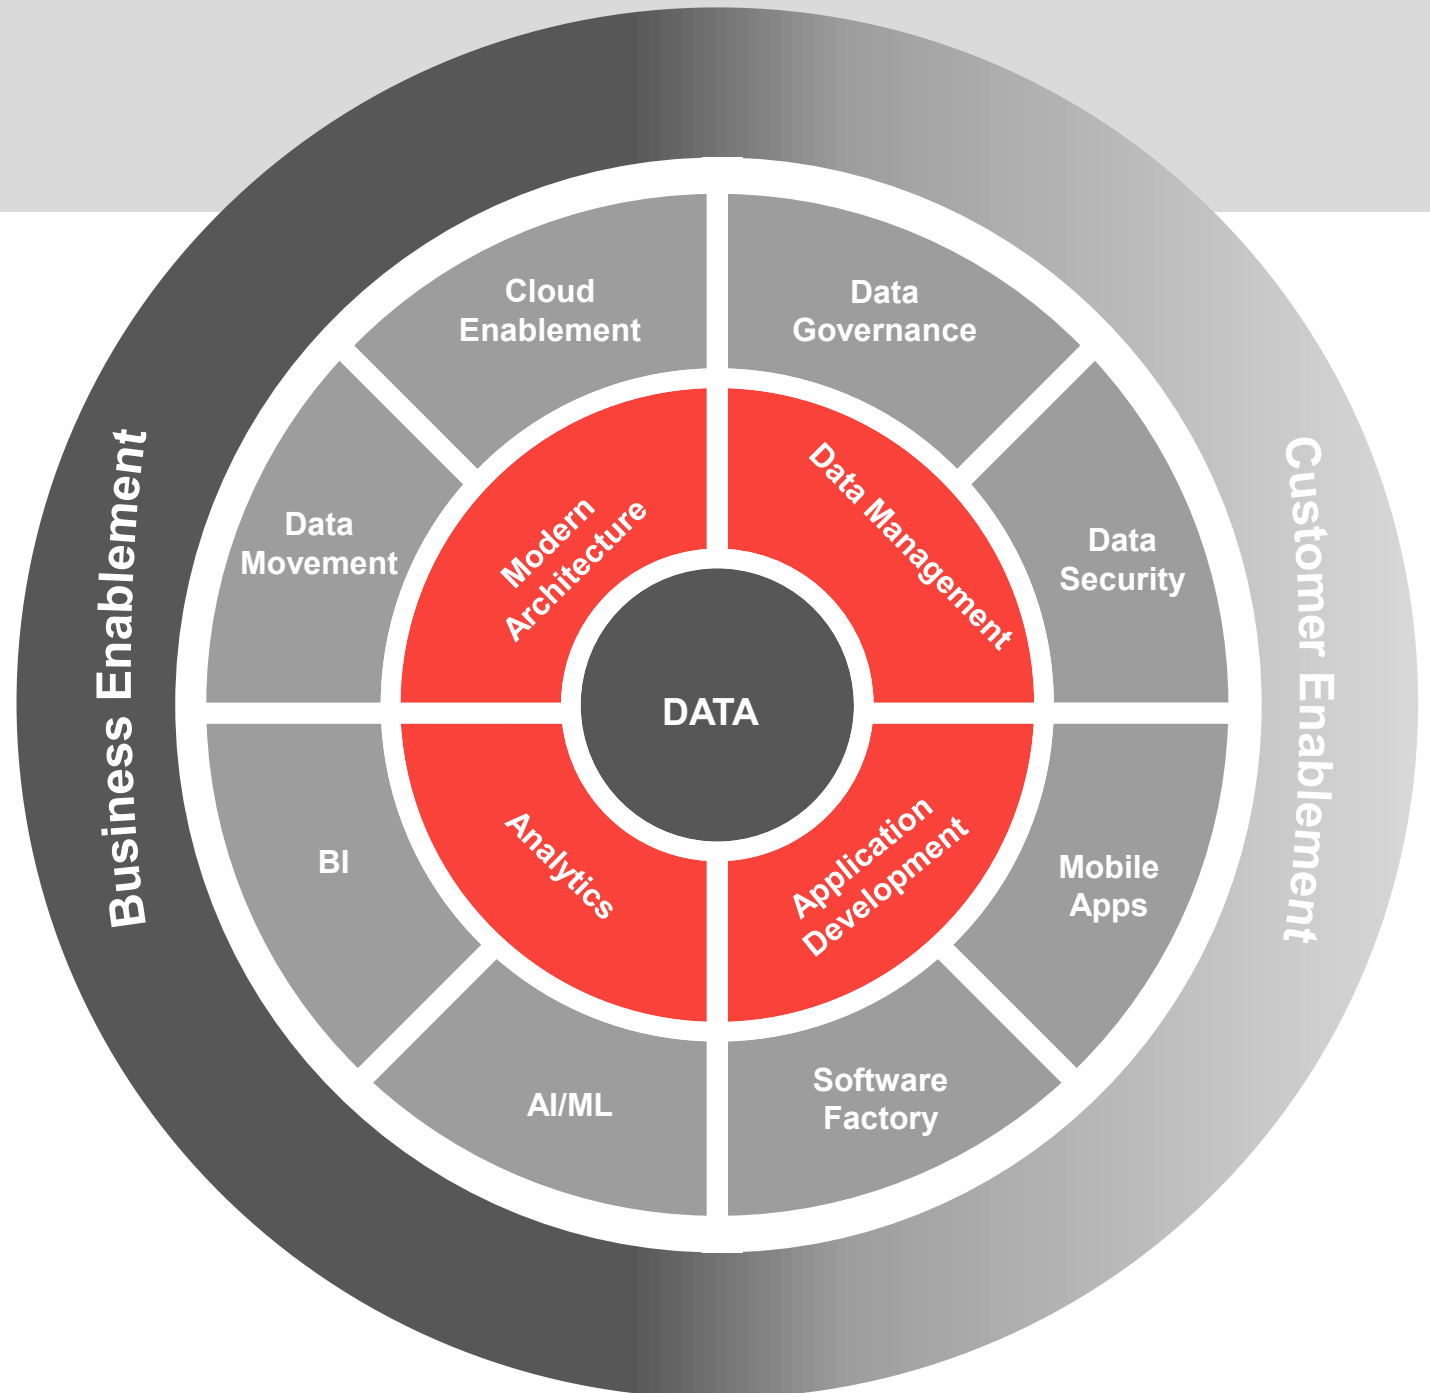 Cloud
Enablement
Data
Governance
Data
Movement
Data
Security
Modern
Architecture
Data Management
Business Enablement
Customer Enablement
DATA
BI
Analytics
Application
Development
Mobile
Apps
AI/ML
Software
Factory